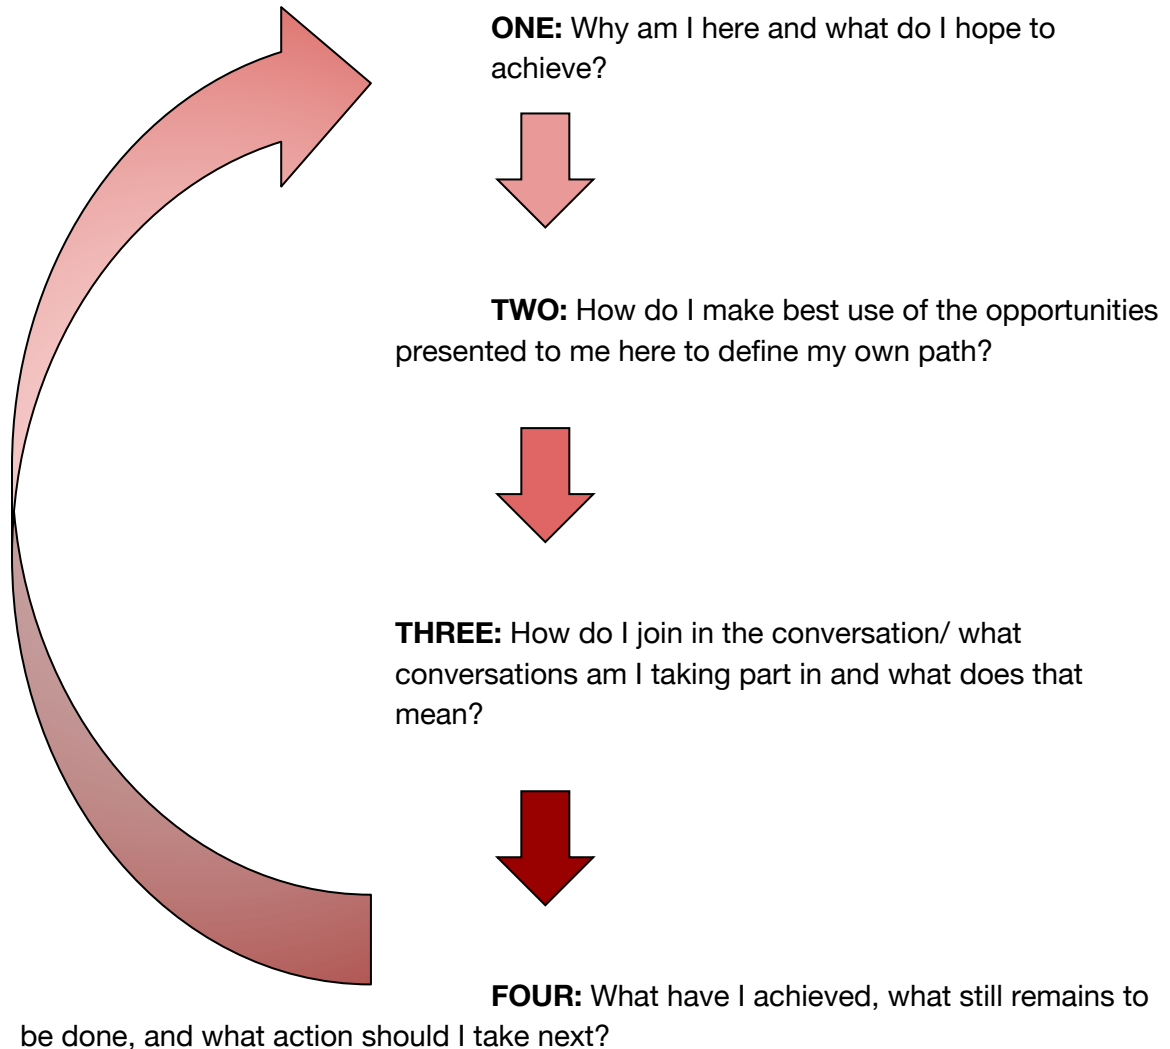 ONE: Why am I here and what do I hope to
achieve?
TWO: How do I make best use of the opportunities
presented to me here to define my own path?
THREE: How do I join in the conversation/ what
conversations am I taking part in and what does that
mean?
FOUR: What have I achieved, what still remains to
be done, and what action should I take next?